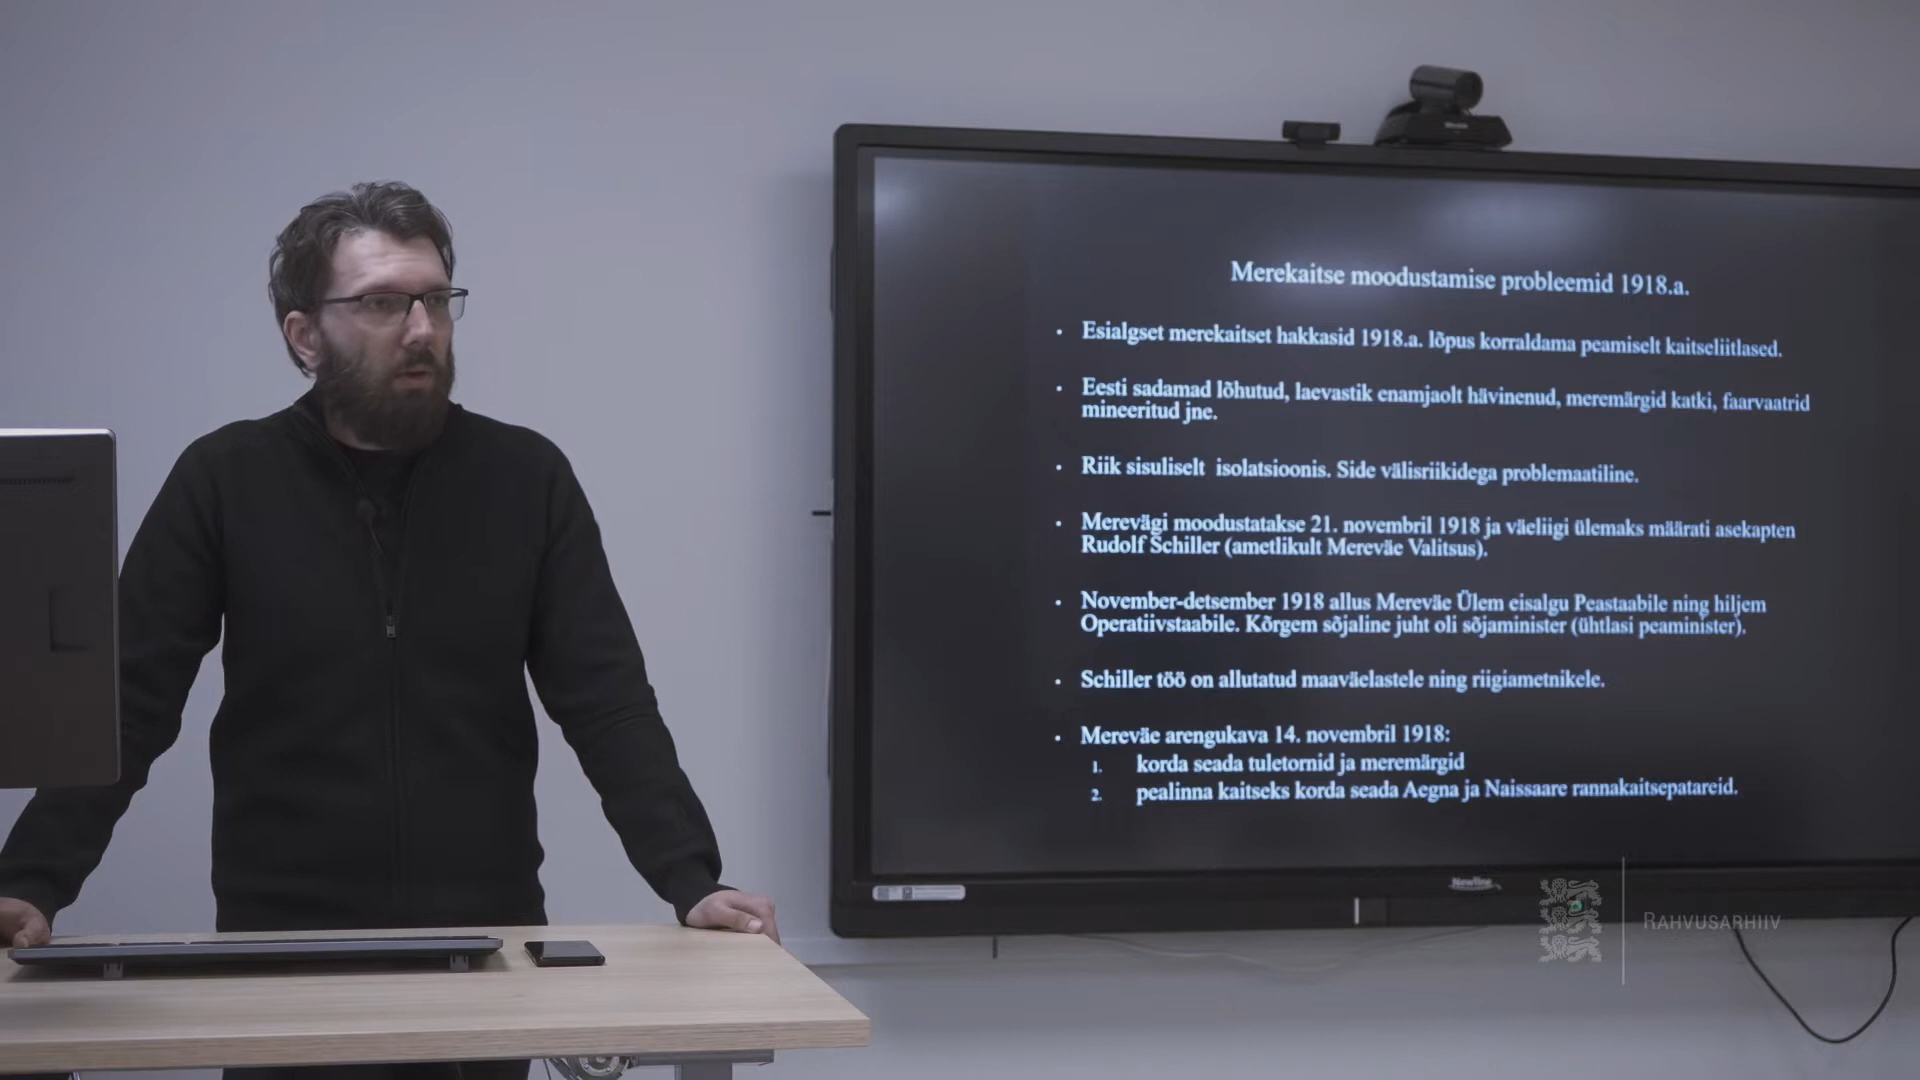 Merekaitse moodustamise probleemid 1918.a.
• Esialgset merekaitset hakkasid 1918.a. lõpus korraldama peamiselt kaitseliitlased.
• Eesti sadamad lõhutud, laevastik enamjaolt hävinenud, meremärgid katki, faarvaatrid
mineeritud jne.
• Riik sisuliselt isolatsioonis. Side välisriikidega problemaatiline.
• Merevägi moodustatakse 21. novembril 1918 ja väeliigi ülemaks määrati asekapten
Rudolf Schiller (ametlikult Mereväe Valitsus).
• November-detsember 1918 allus Mereväe Ülem eisalgu Peastaabile ning hiljem
Operatiivstaabile. Kõrgem sõjaline juht oli sõjaminister (ühtlasi peaminister).
• Schiller töö on allutatud maaväelastele ning riigiametnikele.
• Mereväe arengukava 14. novembril 1918:
1. korda seada tuletornid ja meremärgid
2. pealinna kaitseks korda seada Aegna ja Naissaare rannakaitsepatareid.
Newline
RAHVUSARHIIV